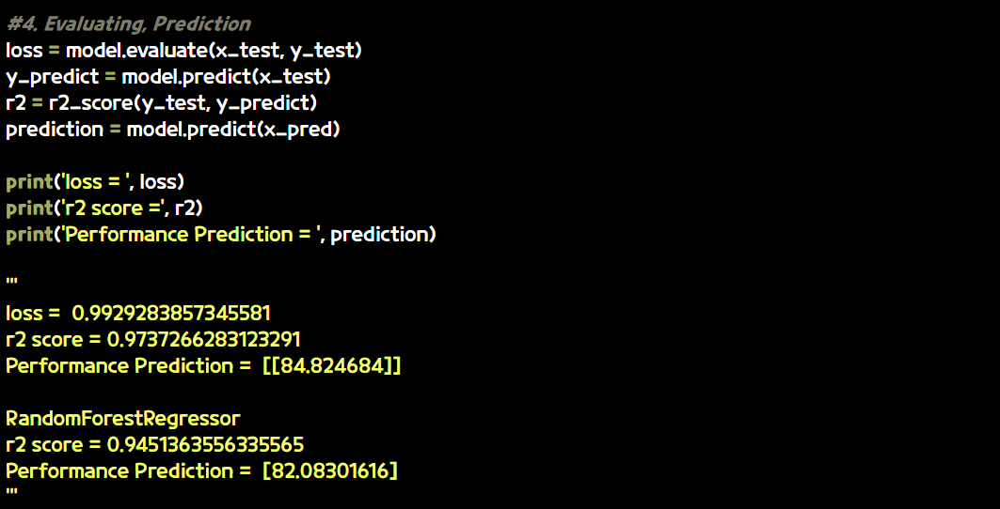 #4. Evaluating, Prediction
loss = model.evaluate(x_test, y_test)
y_predict = model.predict(x_test)
r2 = r2_score(y_test, y_predict)
prediction = model.predict(x_pred)
print('loss = ', loss)
print('r2 score =', r2)
print('Performance Prediction = ', prediction)
'''
loss =  0.9929283857345581
r2 score = 0.9737266283123291
Performance Prediction =  [[84.824684]]
RandomForestRegressor
r2 score = 0.9451363556335565
Performance Prediction =  [82.08301616]
'''